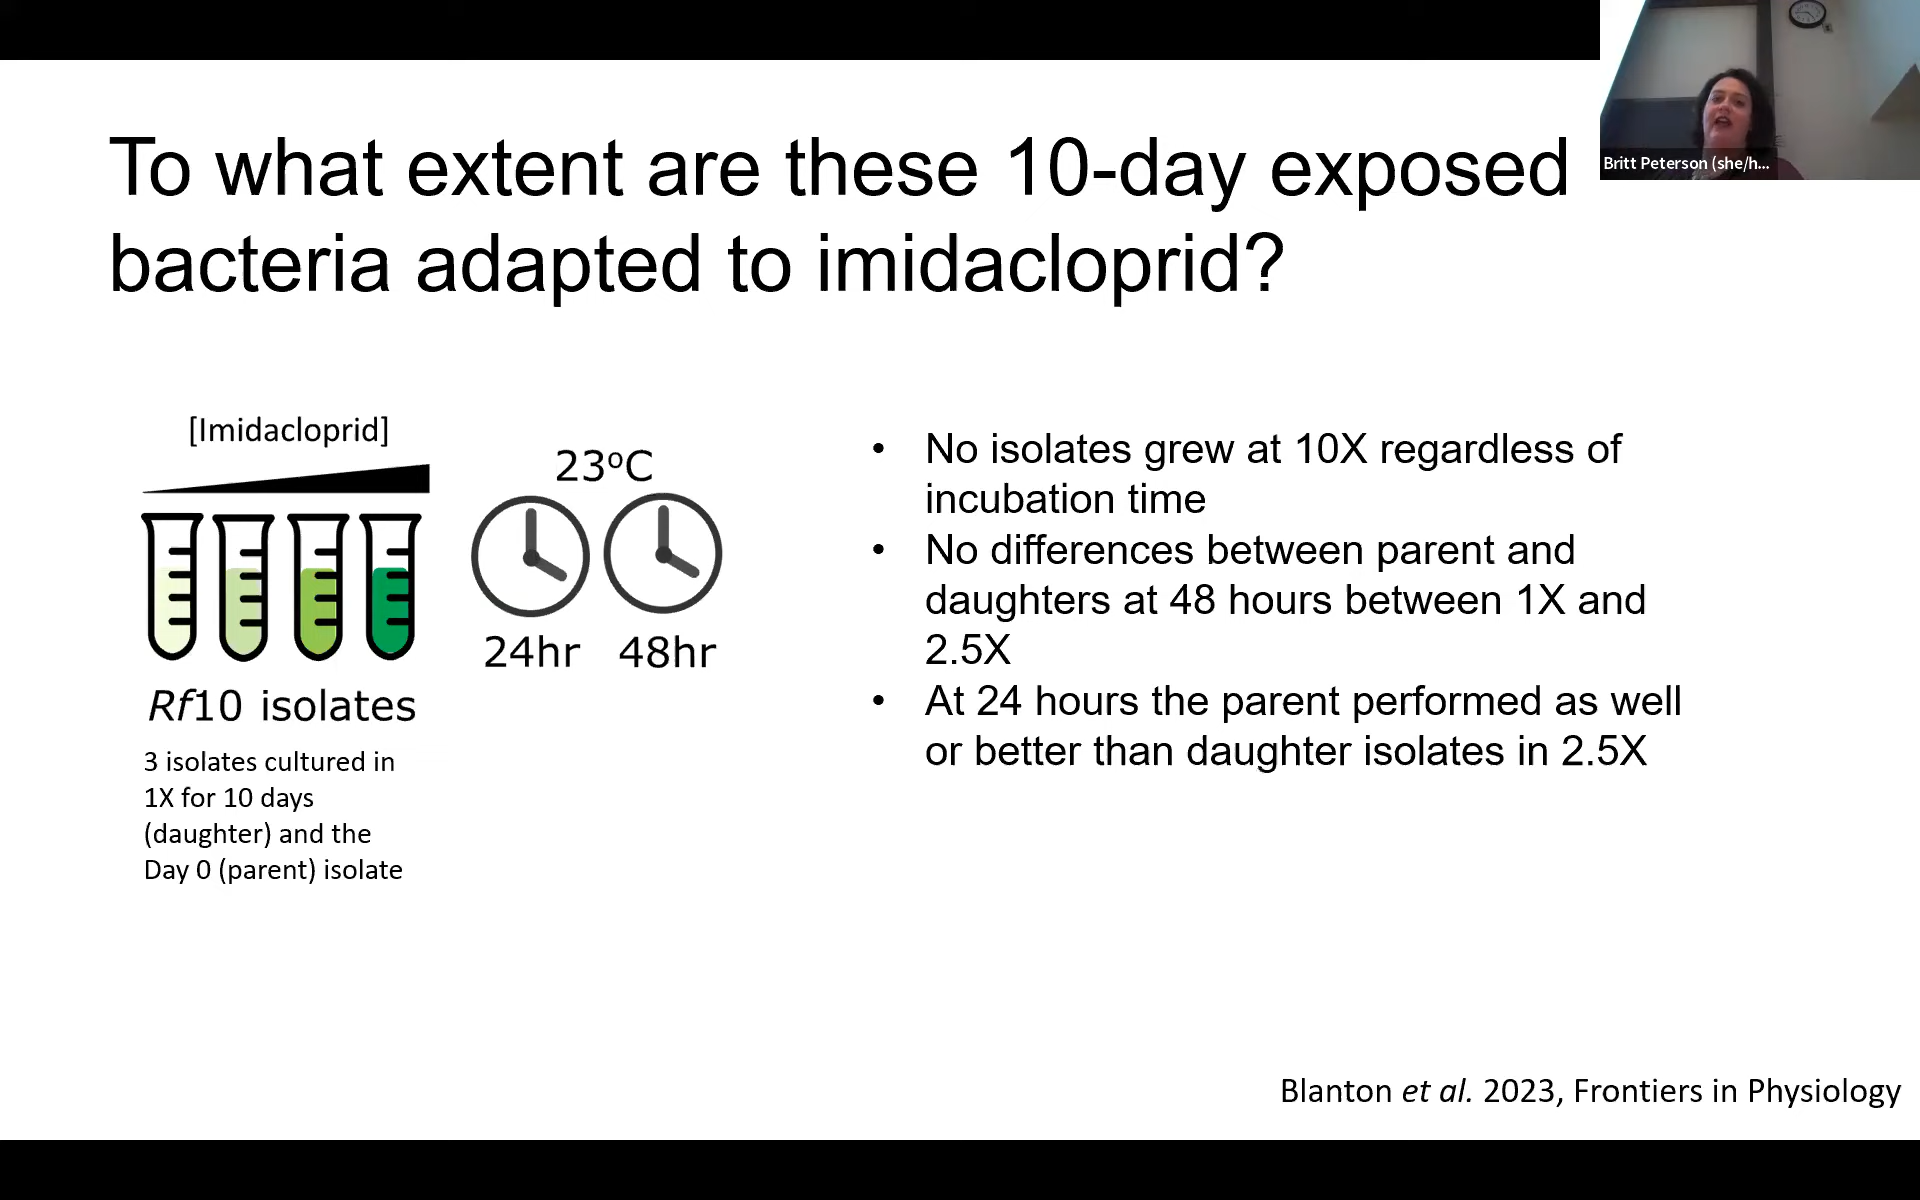 To what extent are these 10-day exposed
bacteria adapted to imidacloprid?
Britt Peterson (she/h...
[Imidacloprid]
23°C
24hr 48hr
Rf10 isolates
3 isolates cultured in
1X for 10 days
(daughter) and the
Day 0 (parent) isolate
• No isolates grew at 10X regardless of
incubation time
• No differences between parent and
daughters at 48 hours between 1X and
2.5X
• At 24 hours the parent performed as well
or better than daughter isolates in 2.5X
Blanton et al. 2023, Frontiers in Physiology